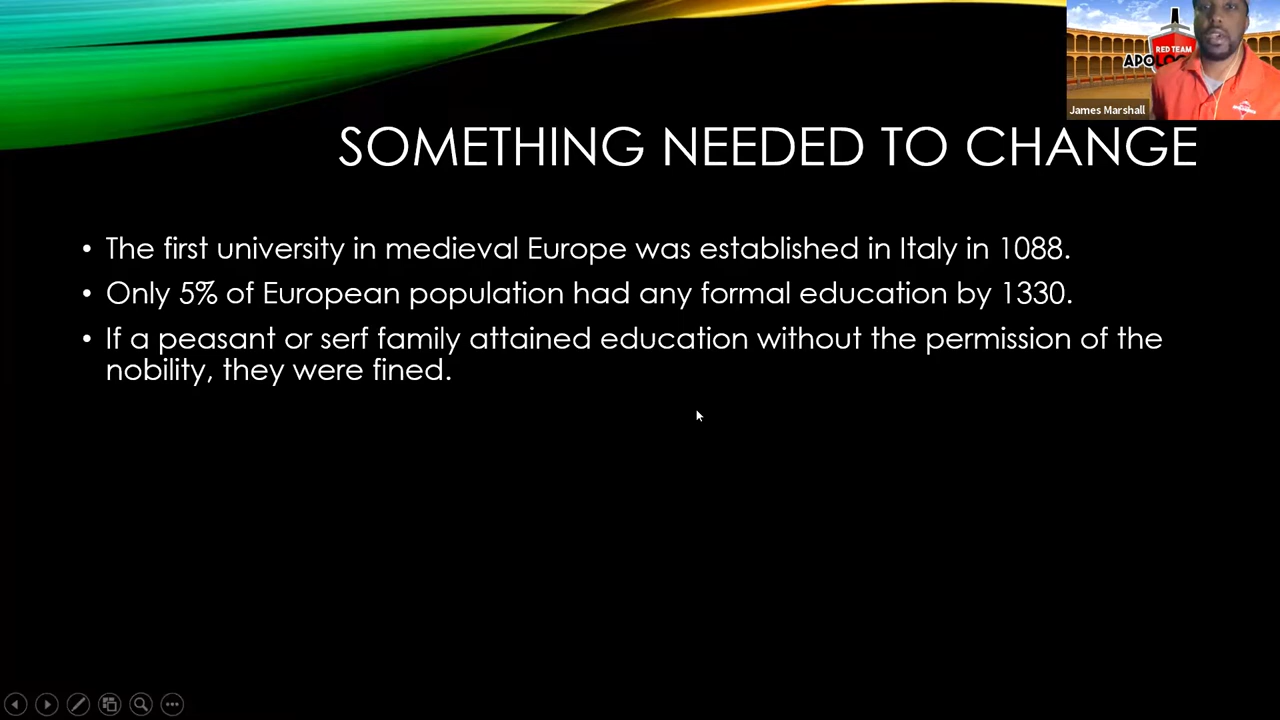 RED TEAM
James Marshall
SOMETHING NEEDED TO CHANGE
• The first university in medieval Europe was established in Italy in 1088.
• Only 5% of European population had any formal education by 1330.
• If a peasant or serf family attained education without the permission of the
nobility, they were fined.